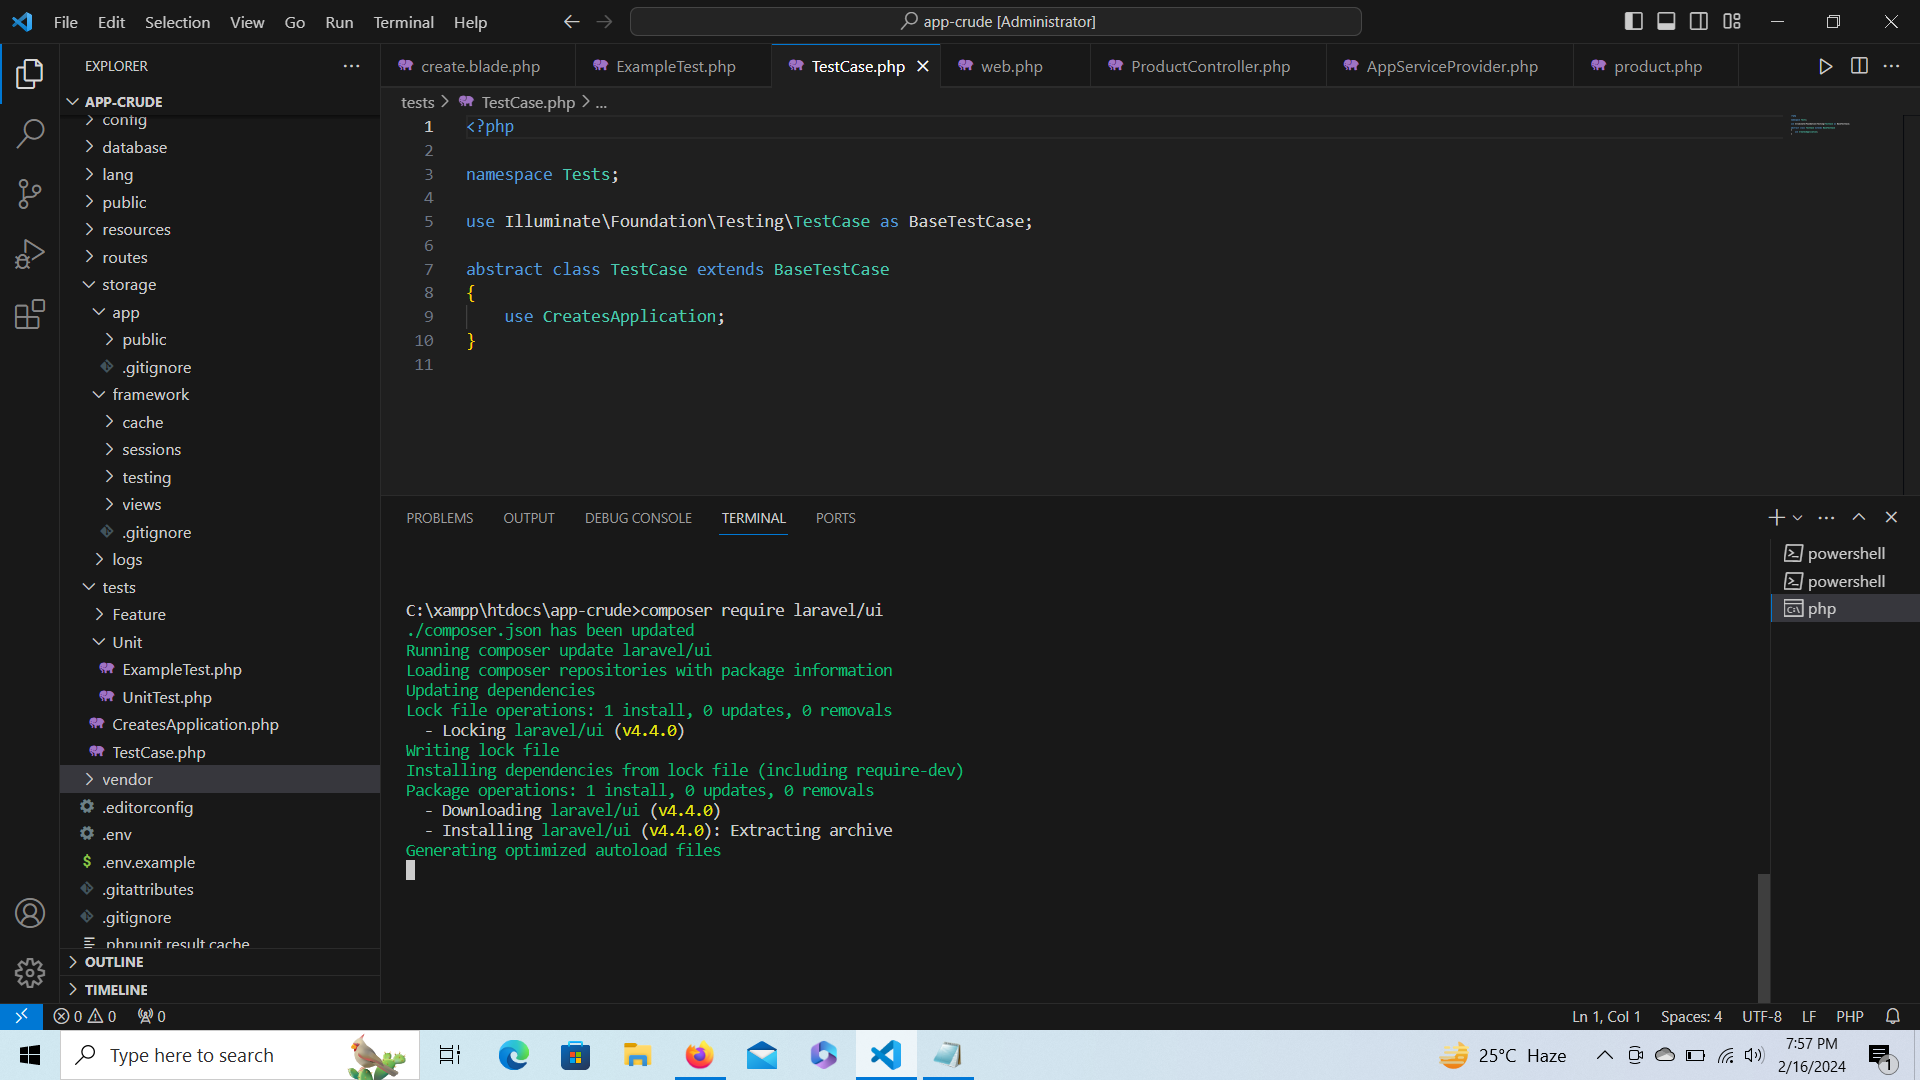 File Edit Selection View Go Run Terminal Help
app-crude [Administrator]
EXPLORER
APP-CRUDE
config
database
lang
public
resources
routes
storage
app
public
.gitignore
framework
cache
sessions
testing
views
.gitignore
logs
tests
Feature
Unit
ExampleTest.php
UnitTest.php
CreatesApplication.php
TestCase.php
vendor
.editorconfig
.env
.env.example
.gitattributes
.gitignore
.phpunit.result.cache
OUTLINE
TIMELINE
create.blade.php ExampleTest.php TestCase.php web.php ProductController.php AppServiceProvider.php product.php
tests > TestCase.php > ...
1 <?php
2
3 namespace Tests;
4
5 use Illuminate\Foundation\Testing\TestCase as BaseTestCase;
6
7 abstract class TestCase extends BaseTestCase
8 {
9     use CreatesApplication;
10 }
11
PROBLEMS OUTPUT DEBUG CONSOLE TERMINAL PORTS
powershell
powershell
php
C:\xampp\htdocs\app-crude>composer require laravel/ui
./composer.json has been updated
Running composer update laravel/ui
Loading composer repositories with package information
Updating dependencies
Lock file operations: 1 install, 0 updates, 0 removals
  - Locking laravel/ui (v4.4.0)
Writing lock file
Installing dependencies from lock file (including require-dev)
Package operations: 1 install, 0 updates, 0 removals
  - Downloading laravel/ui (v4.4.0)
  - Installing laravel/ui (v4.4.0): Extracting archive
Generating optimized autoload files
0 0 0
Ln 1, Col 1 Spaces: 4 UTF-8 LF PHP
Type here to search
25°C Haze
7:57 PM
2/16/2024
1